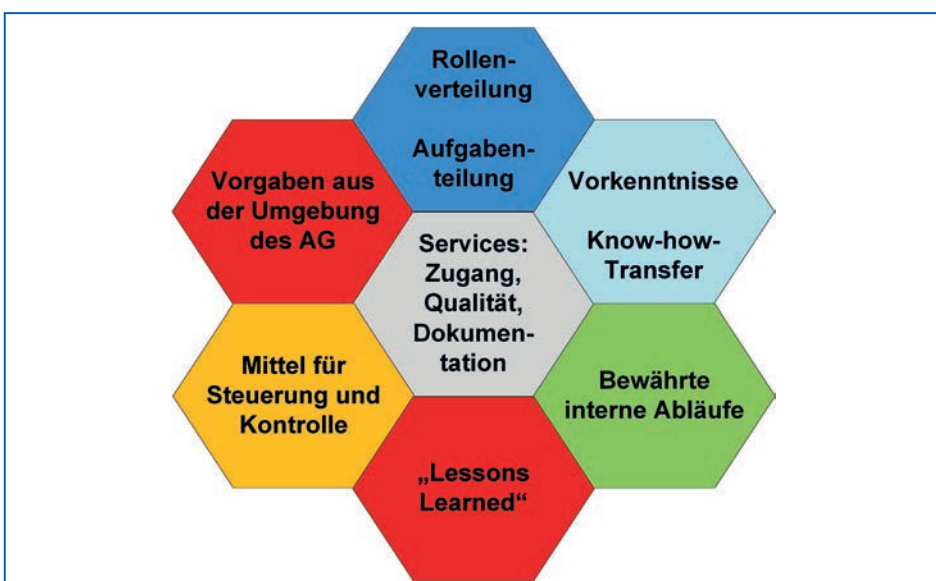 Rollen-
verteilung
Aufgaben-
teilung
Vorgaben aus
der Umgebung
des AG
Vorkenntnisse
Know-how-
Transfer
Services:
Zugang,
Qualität,
Dokumen-
tation
Mittel für
Steuerung und
Kontrolle
Bewährte
interne Abläufe
„Lessons
Learned“